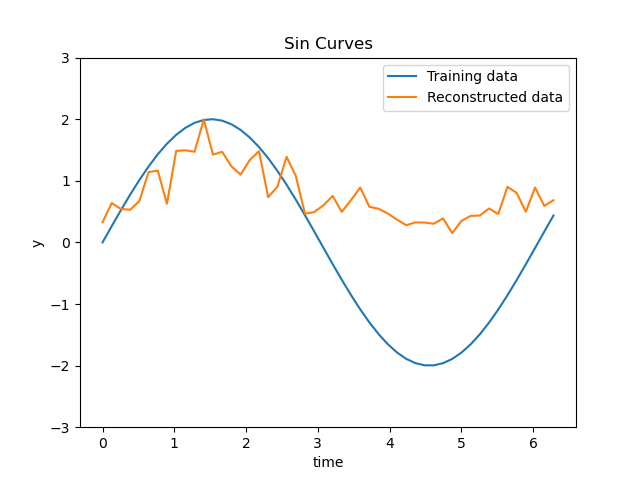 Sin Curves
Training data
Reconstructed data
y
3
2
1
0
−1
−2
−3
0 1 2 3 4 5 6
time